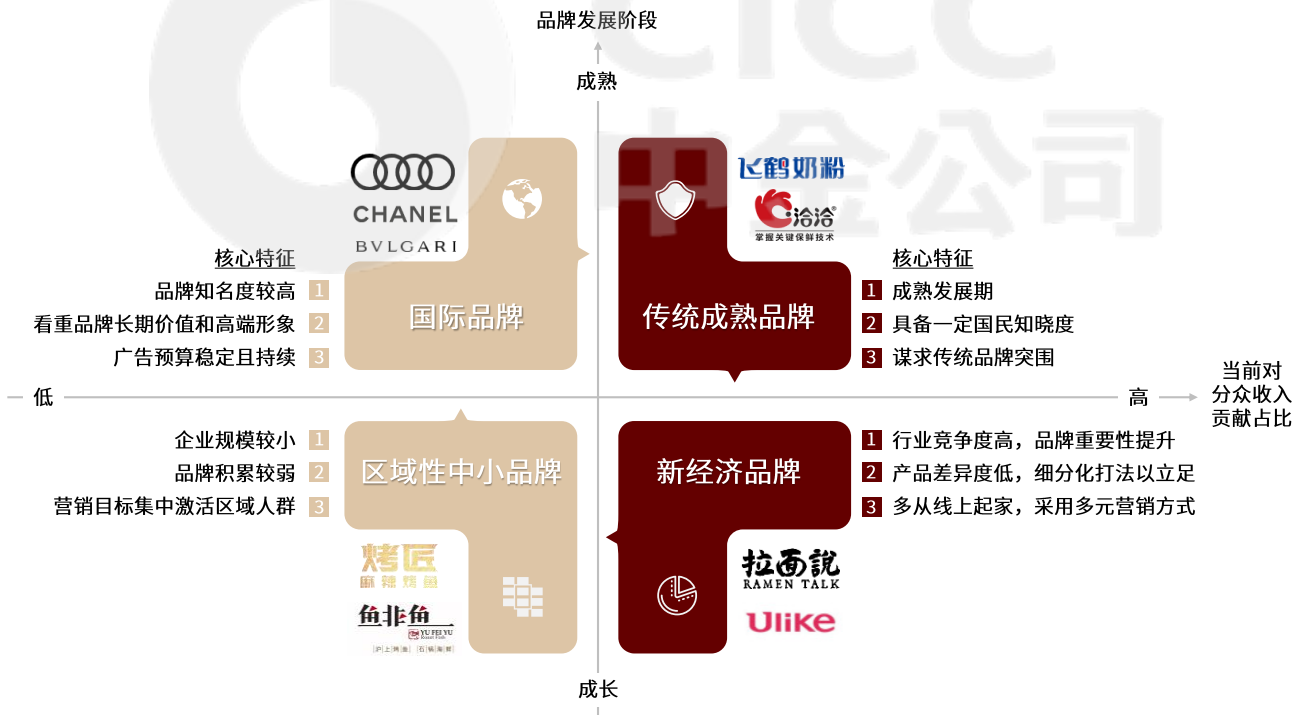 CICC
中金公司
品牌发展阶段
成熟
CHANEL
BVLGARI
飞鹤奶粉
洽洽®
掌握关键保鲜技术
核心特征
品牌知名度较高 1
看重品牌长期价值和高端形象 2
广告预算稳定且持续 3
国际品牌
传统成熟品牌
核心特征
1 成熟发展期
2 具备一定国民知晓度
3 谋求传统品牌突围
低
高
当前对
分众收入
贡献占比
企业规模较小 1
品牌积累较弱 2
营销目标集中激活区域人群 3
区域性中小品牌
新经济品牌
1 行业竞争度高，品牌重要性提升
2 产品差异度低，细分化打法以立足
3 多从线上起家，采用多元营销方式
烤匠
麻辣烤鱼
鱼非鱼
YU FEI YU
拉面說
RAMEN TALK
Ulike
成长